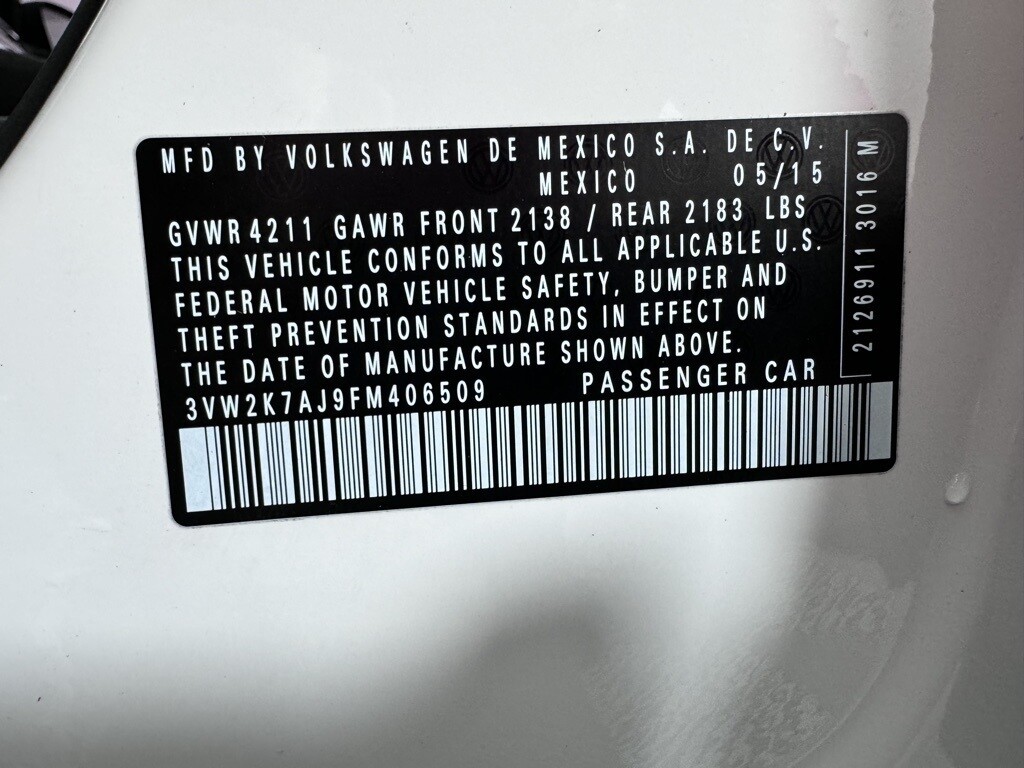 MFD BY VOLKSWAGEN DE MEXICO S.A. DE C.V.
MEXICO 05/15
GVWR 4211 GAWR FRONT 2138 / REAR 2183 LBS
THIS VEHICLE CONFORMS TO ALL APPLICABLE U.S.
FEDERAL MOTOR VEHICLE SAFETY, BUMPER AND
THEFT PREVENTION STANDARDS IN EFFECT ON
THE DATE OF MANUFACTURE SHOWN ABOVE.
3VW2K7AJ9FM406509 PASSENGER CAR
2126911 3016 M